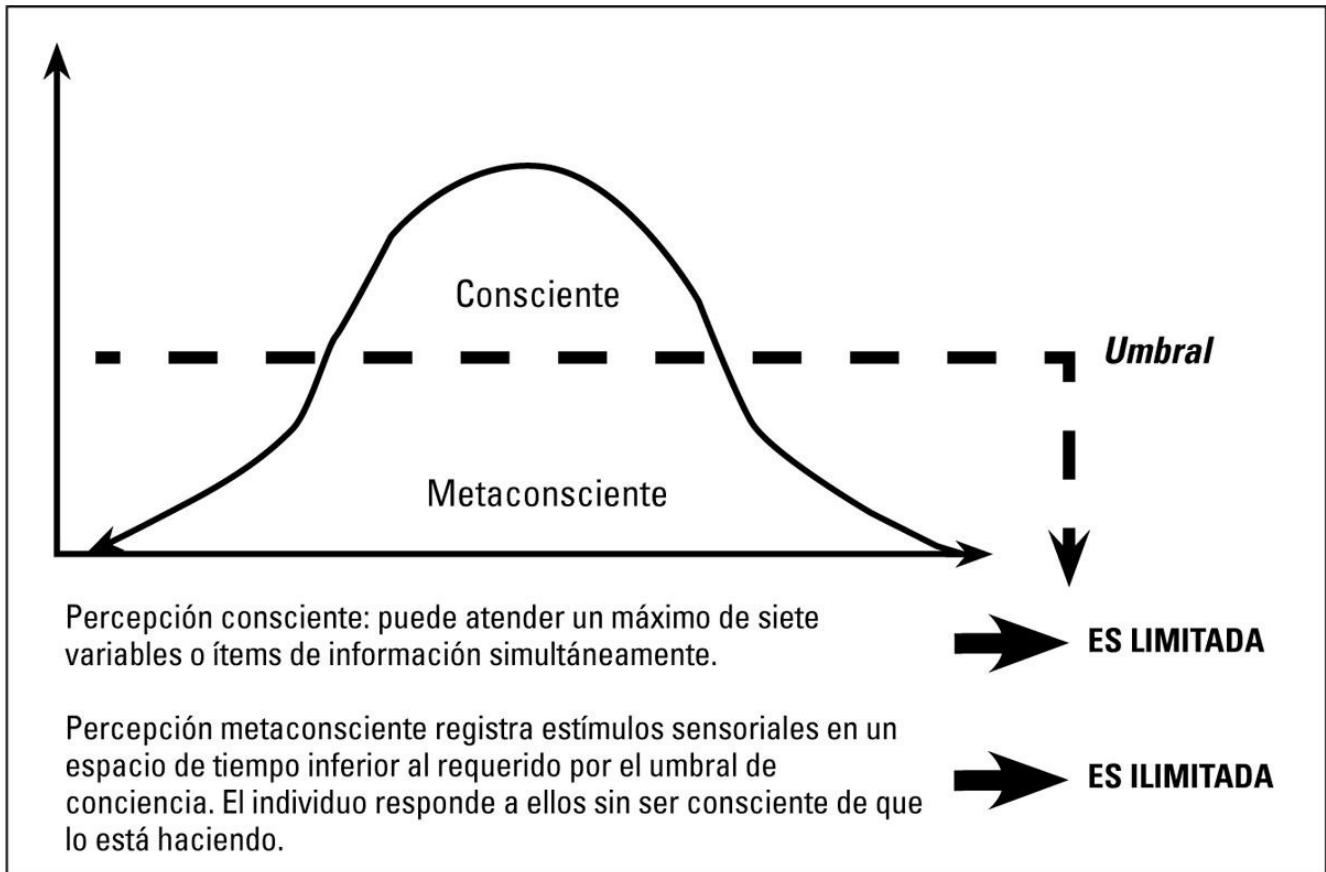 Consciente
Umbral
Metaconsciente
Percepción consciente: puede atender un máximo de siete
variables o ítems de información simultáneamente.
ES LIMITADA
Percepción metaconsciente registra estímulos sensoriales en un
espacio de tiempo inferior al requerido por el umbral de
conciencia. El individuo responde a ellos sin ser consciente de que
lo está haciendo.
ES ILIMITADA